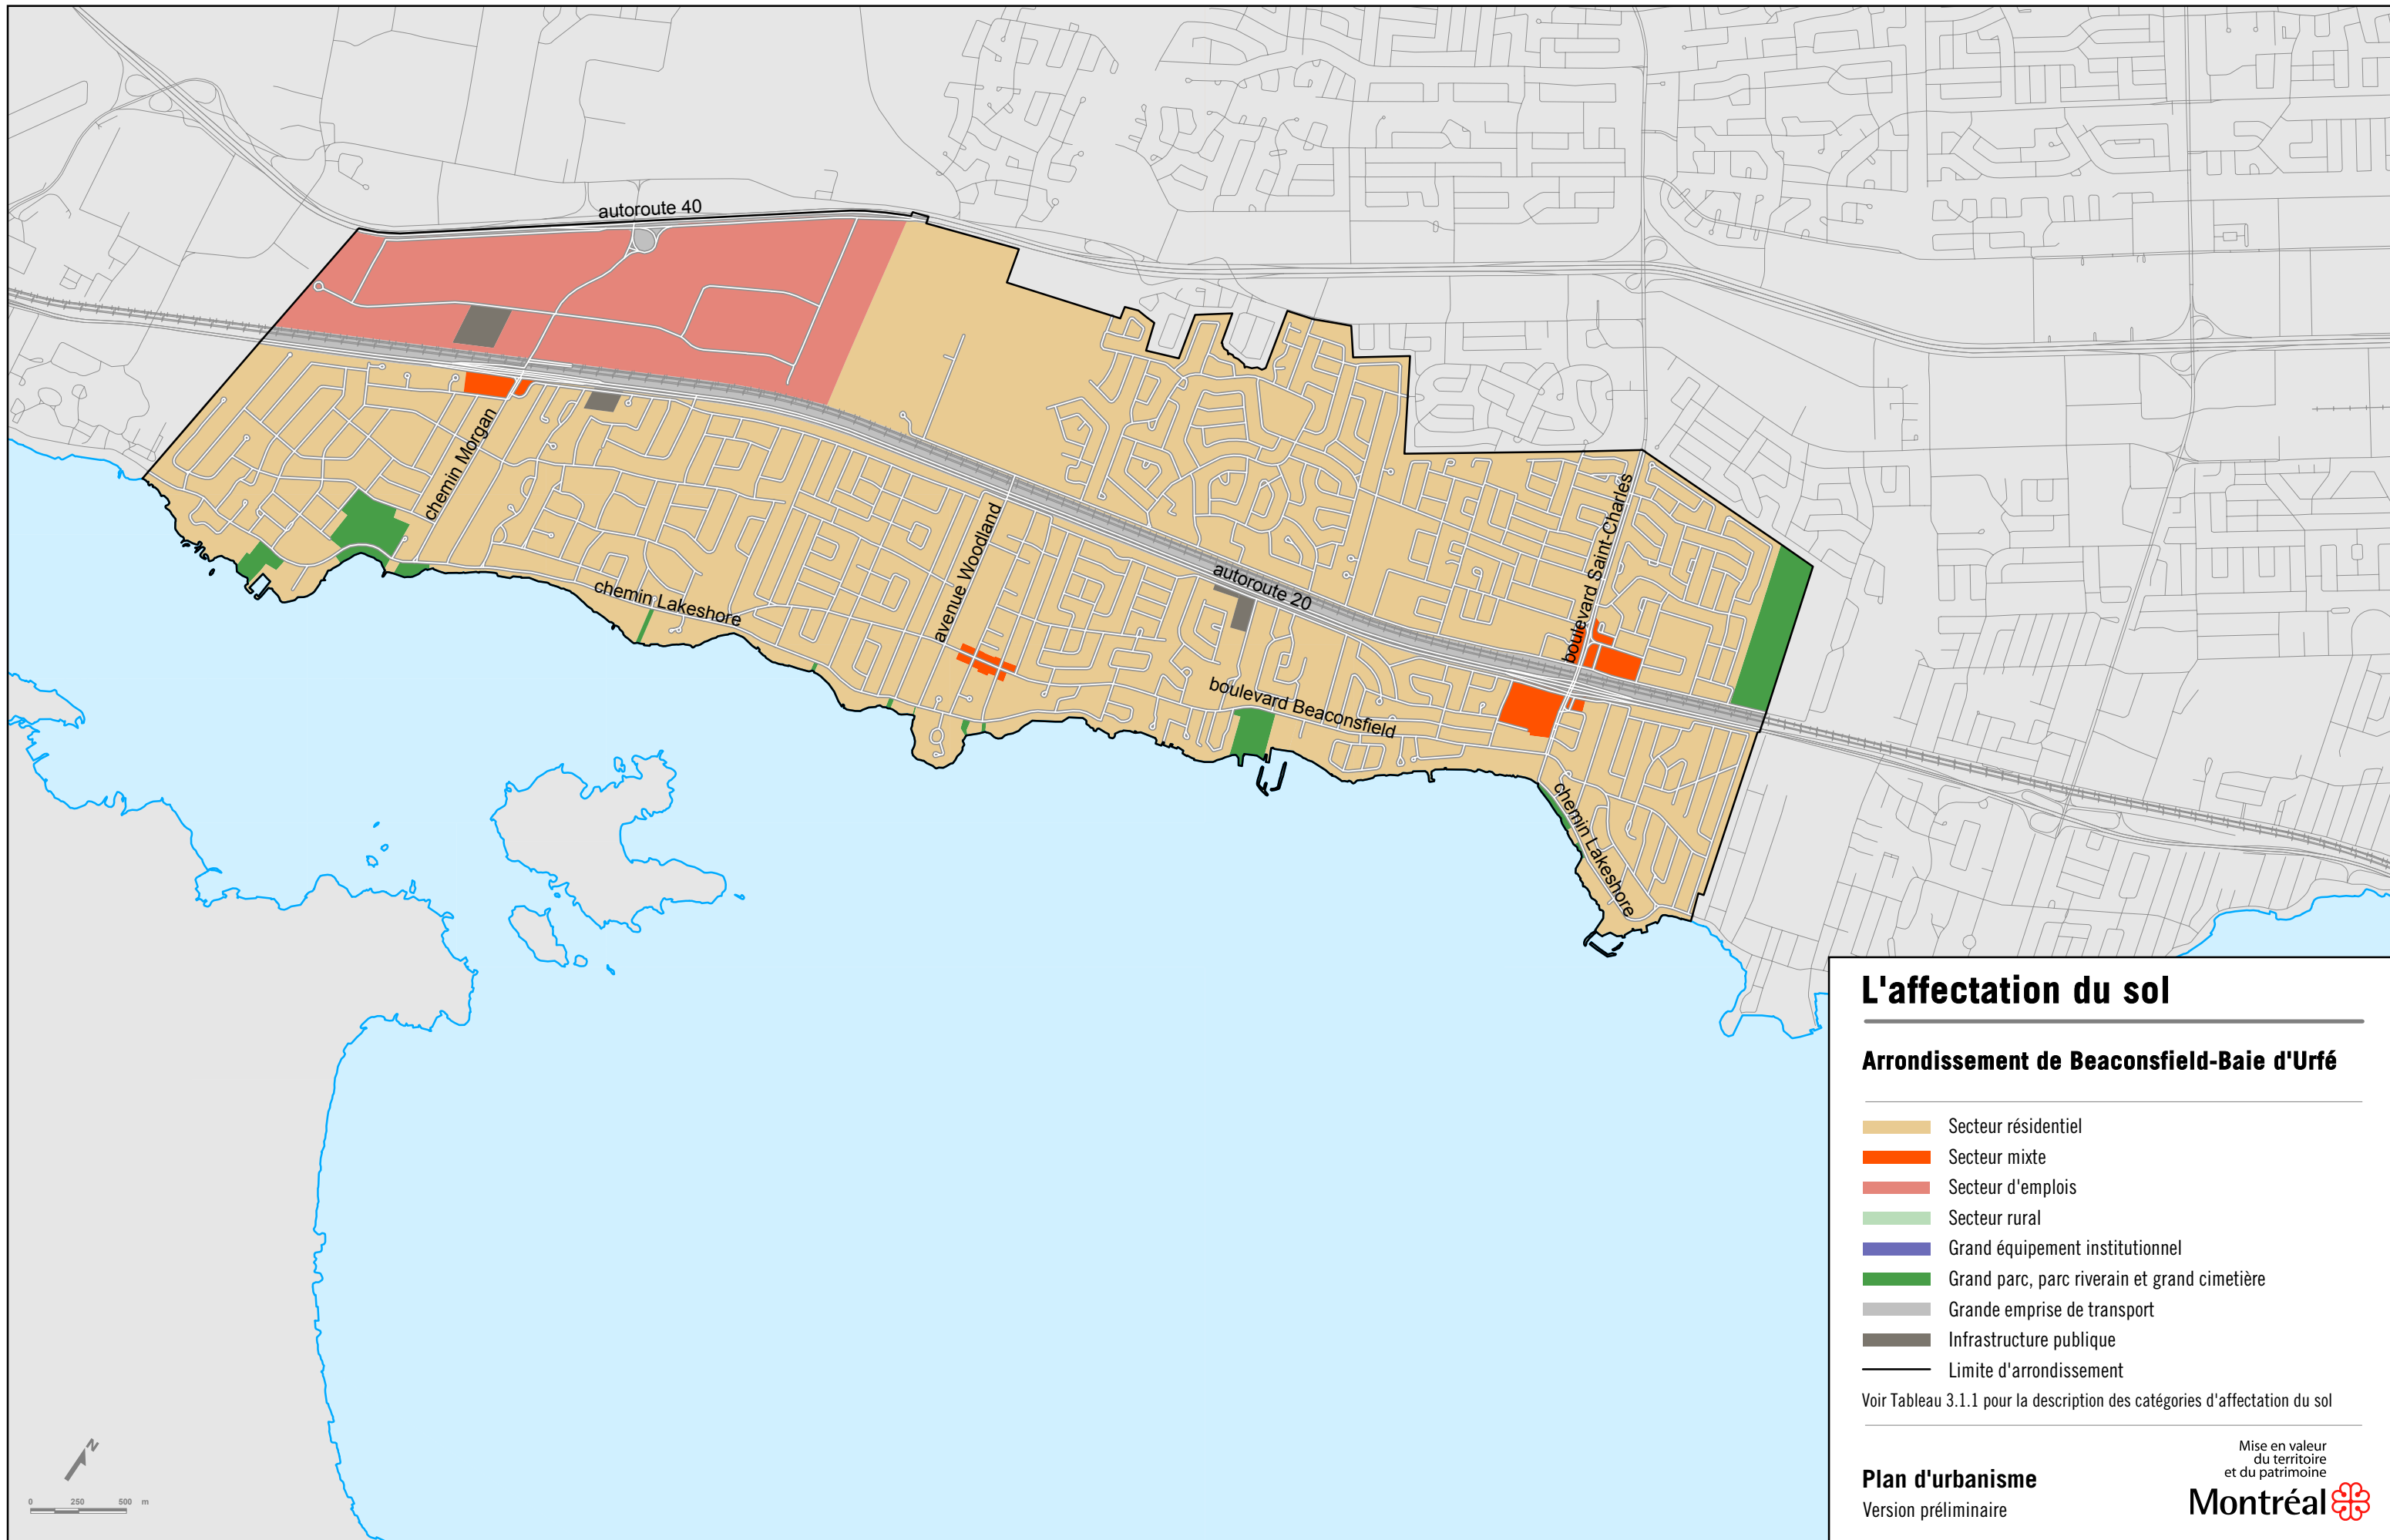 autoroute 40
chemin Morgan
chemin Lakeshore
avenue Woodland
autoroute 20
boulevard Beaconsfield
boulevard Saint-Charles
chemin Lakeshore
L'affectation du sol
Arrondissement de Beaconsfield-Baie d'Urfé
Secteur résidentiel
Secteur mixte
Secteur d'emplois
Secteur rural
Grand équipement institutionnel
Grand parc, parc riverain et grand cimetière
Grande emprise de transport
Infrastructure publique
Limite d'arrondissement
Voir Tableau 3.1.1 pour la description des catégories d'affectation du sol
Plan d'urbanisme
Version préliminaire
Mise en valeur
du territoire
et du patrimoine
Montréal
N
0 250 500 m